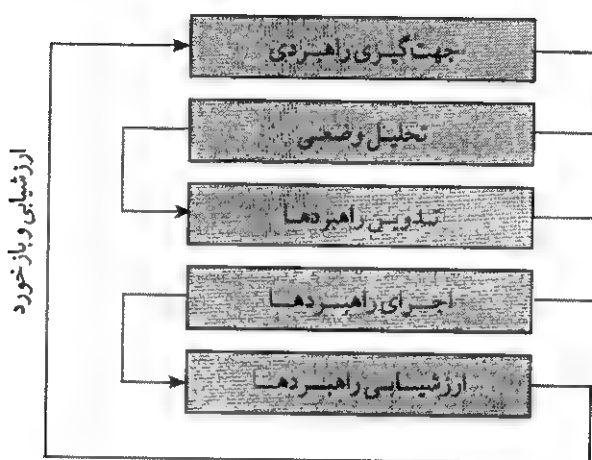 جهت‌گیری راهبردی
تحلیل وضعی
تدوین راهبردها
اجرای راهبردها
ارزشیابی راهبردها
ارزشیابی و بازخورد